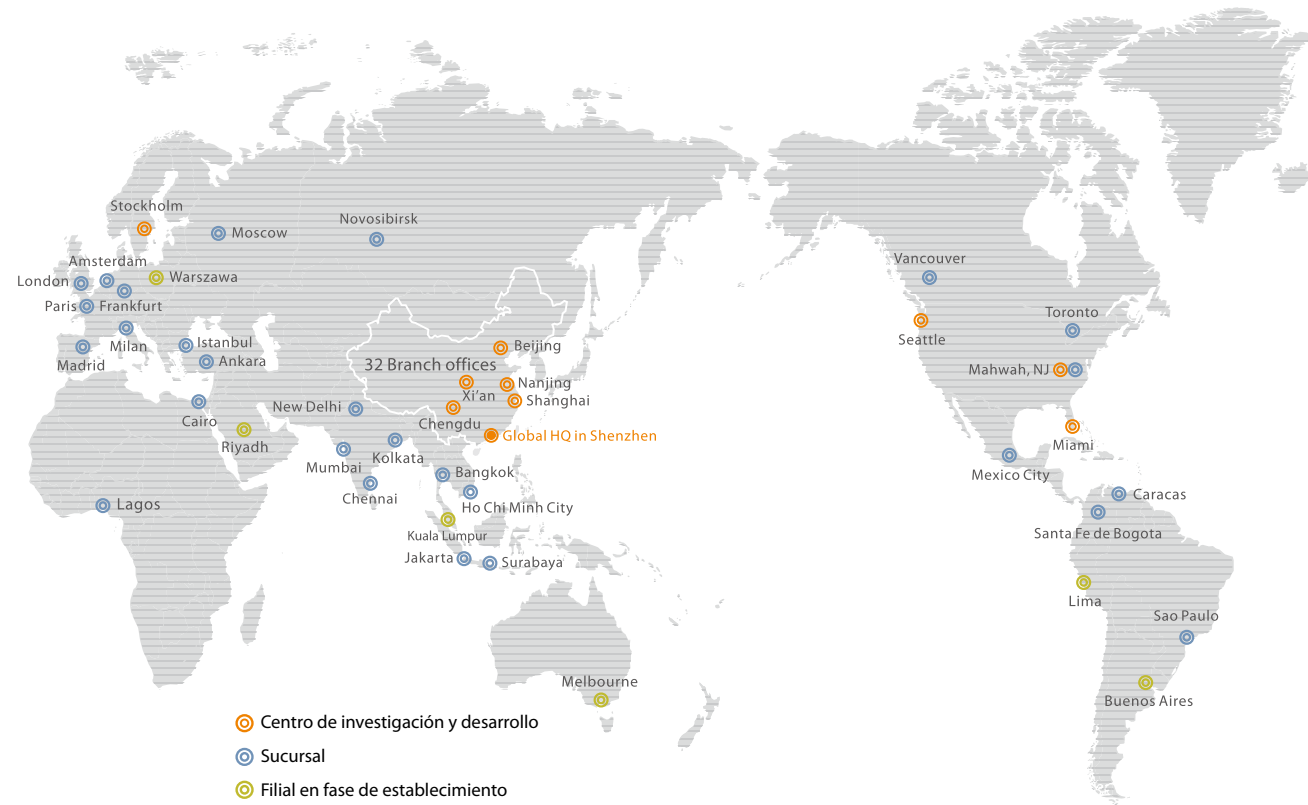 Stockholm
Moscow
Novosibirsk
Amsterdam
London
Warszawa
Paris
Frankfurt
Milan
Istanbul
Madrid
Ankara
Beijing
32 Branch offices
Xi'an
Nanjing
Shanghai
Chengdu
Global HQ in Shenzhen
New Delhi
Cairo
Riyadh
Mumbai
Kolkata
Chennai
Bangkok
Ho Chi Minh City
Lagos
Kuala Lumpur
Jakarta
Surabaya
Melbourne
Vancouver
Seattle
Toronto
Mahwah, NJ
Miami
Mexico City
Caracas
Santa Fe de Bogota
Lima
Sao Paulo
Buenos Aires
Centro de investigación y desarrollo
Sucursal
Filial en fase de establecimiento